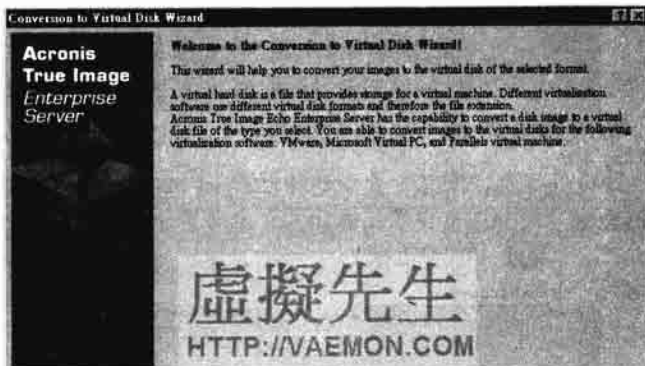 Conversion to Virtual Disk Wizard
Acronis
True Image
Enterprise
Server
Welcome to the Conversion to Virtual Disk Wizard!
This wizard will help you to convert your images to the virtual disk of the selected format.
A virtual hard disk is a file that provides storage for a virtual machine. Different virtualization
software use different virtual disk formats and therefore the file extension.
Acronis True Image Echo Enterprise Server has the capability to convert a disk image to a virtual
disk file of the type you select. You are able to convert images to the virtual disks for the following
virtualization software: VMware, Microsoft Virtual PC, and Parallels virtual machine.
虛擬先生
HTTP://VAEMON.COM